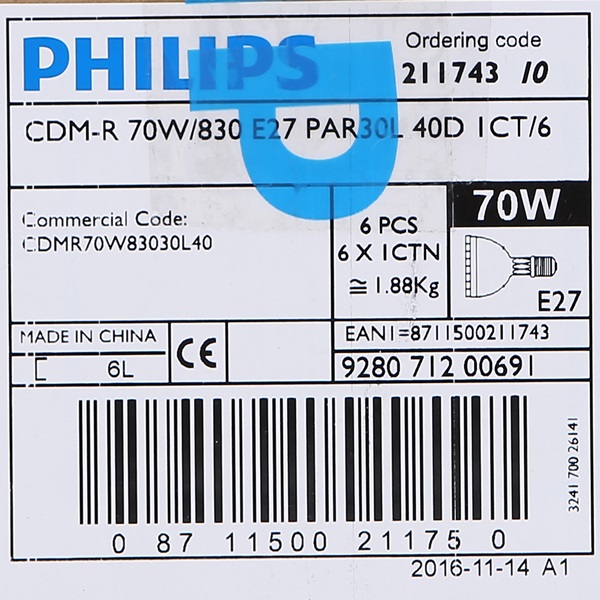 PHILIPS
Ordering code
211743 /0
CDM-R 70W/830 E27 PAR30L 40D 1CT/6
Commercial Code:
CDMR70W83030L40
6 PCS
6 X 1CTN
≅ 1.88Kg
70W
E27
MADE IN CHINA
6L
CE
EAN1=8711500211743
9280 712 00691
0 87 11500 21175 0
3241 700 26141
2016-11-14 A1